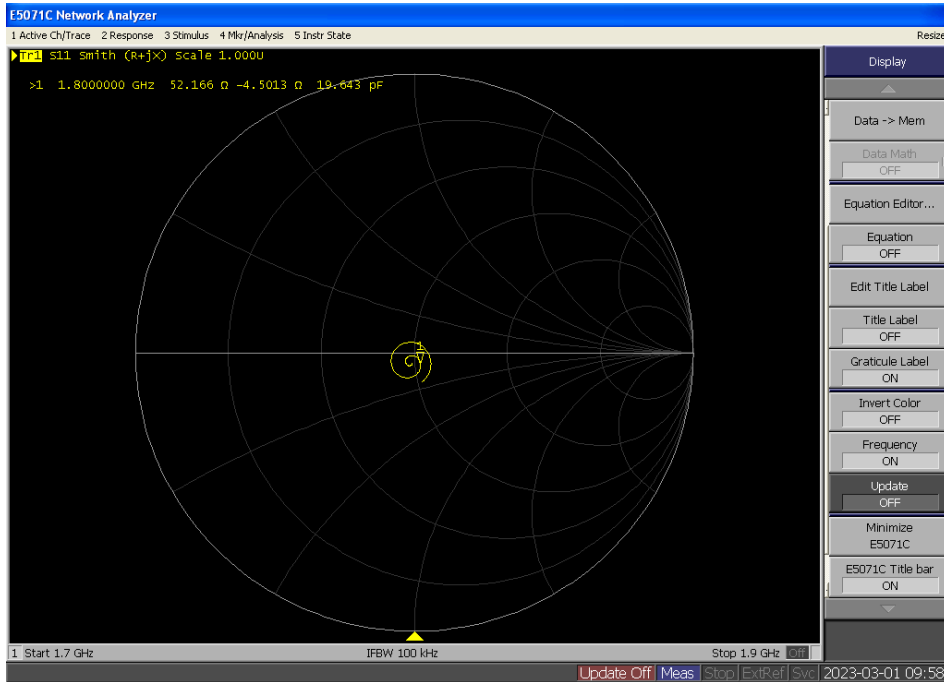 E5071C Network Analyzer
1 Active Ch/Trace 2 Response 3 Stimulus 4 Mkr/Analysis 5 Instr State
Resize
Tr1 S11 Smith (R+jX) Scale 1.000U
>1 1.8000000 GHz 52.166 Ω -4.5013 Ω 19.643 pF
1
Display
Data -> Mem
Data Math
OFF
Equation Editor...
Equation
OFF
Edit Title Label
Title Label
OFF
Graticule Label
ON
Invert Color
OFF
Frequency
ON
Update
OFF
Minimize
E5071C
E5071C Title bar
ON
1 Start 1.7 GHz IFBW 100 kHz Stop 1.9 GHz Off
Update Off Meas Stop ExtRef Svc 2023-03-01 09:58